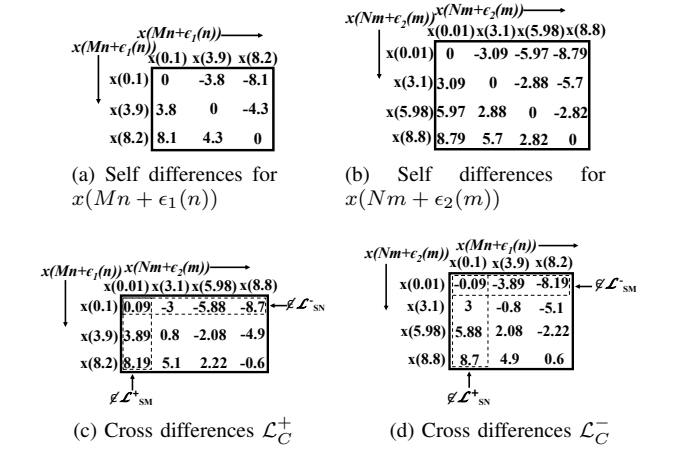 x(Mn+ϵ₁(n))
x(Mn+ϵ₁(n)) x(0.1) x(3.9) x(8.2)
x(0.1) 0 -3.8 -8.1
x(3.9) 3.8 0 -4.3
x(8.2) 8.1 4.3 0
(a) Self differences for
x(Mn + ϵ₁(n))
x(Nm+ϵ₂(m))
x(Nm+ϵ₂(m)) x(0.01) x(3.1) x(5.98) x(8.8)
x(0.01) 0 -3.09 -5.97 -8.79
x(3.1) 3.09 0 -2.88 -5.7
x(5.98) 5.97 2.88 0 -2.82
x(8.8) 8.79 5.7 2.82 0
(b) Self differences for
x(Nm + ϵ₂(m))
x(Mn+ϵ₁(n)) x(Nm+ϵ₂(m))
x(0.01) x(3.1) x(5.98) x(8.8)
x(0.1) 0.09 -3 -5.88 -8.7 ∉ℒ⁻SN
x(3.9) 3.89 0.8 -2.08 -4.9
x(8.2) 8.19 5.1 2.22 -0.6
∉ℒ⁺SM
(c) Cross differences ℒ⁺C
x(Nm+ϵ₂(m)) x(Mn+ϵ₁(n))
x(0.1) x(3.9) x(8.2)
x(0.01) -0.09 -3.89 -8.19 ∉ℒ⁻SM
x(3.1) 3 -0.8 -5.1
x(5.98) 5.88 2.08 -2.22
x(8.8) 8.7 4.9 0.6
∉ℒ⁺SN
(d) Cross differences ℒ⁻C